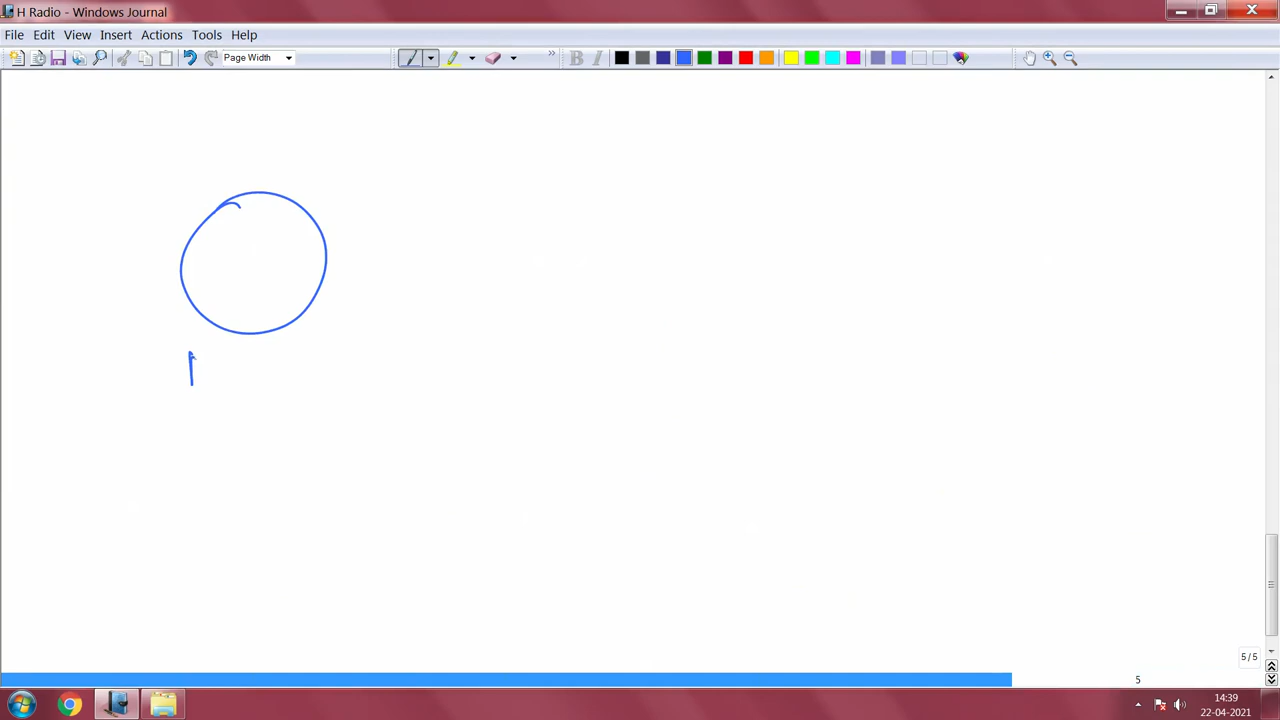 H Radio - Windows Journal
File Edit View Insert Actions Tools Help
Page Width B I
5 / 5
5
14:39
22-04-2021